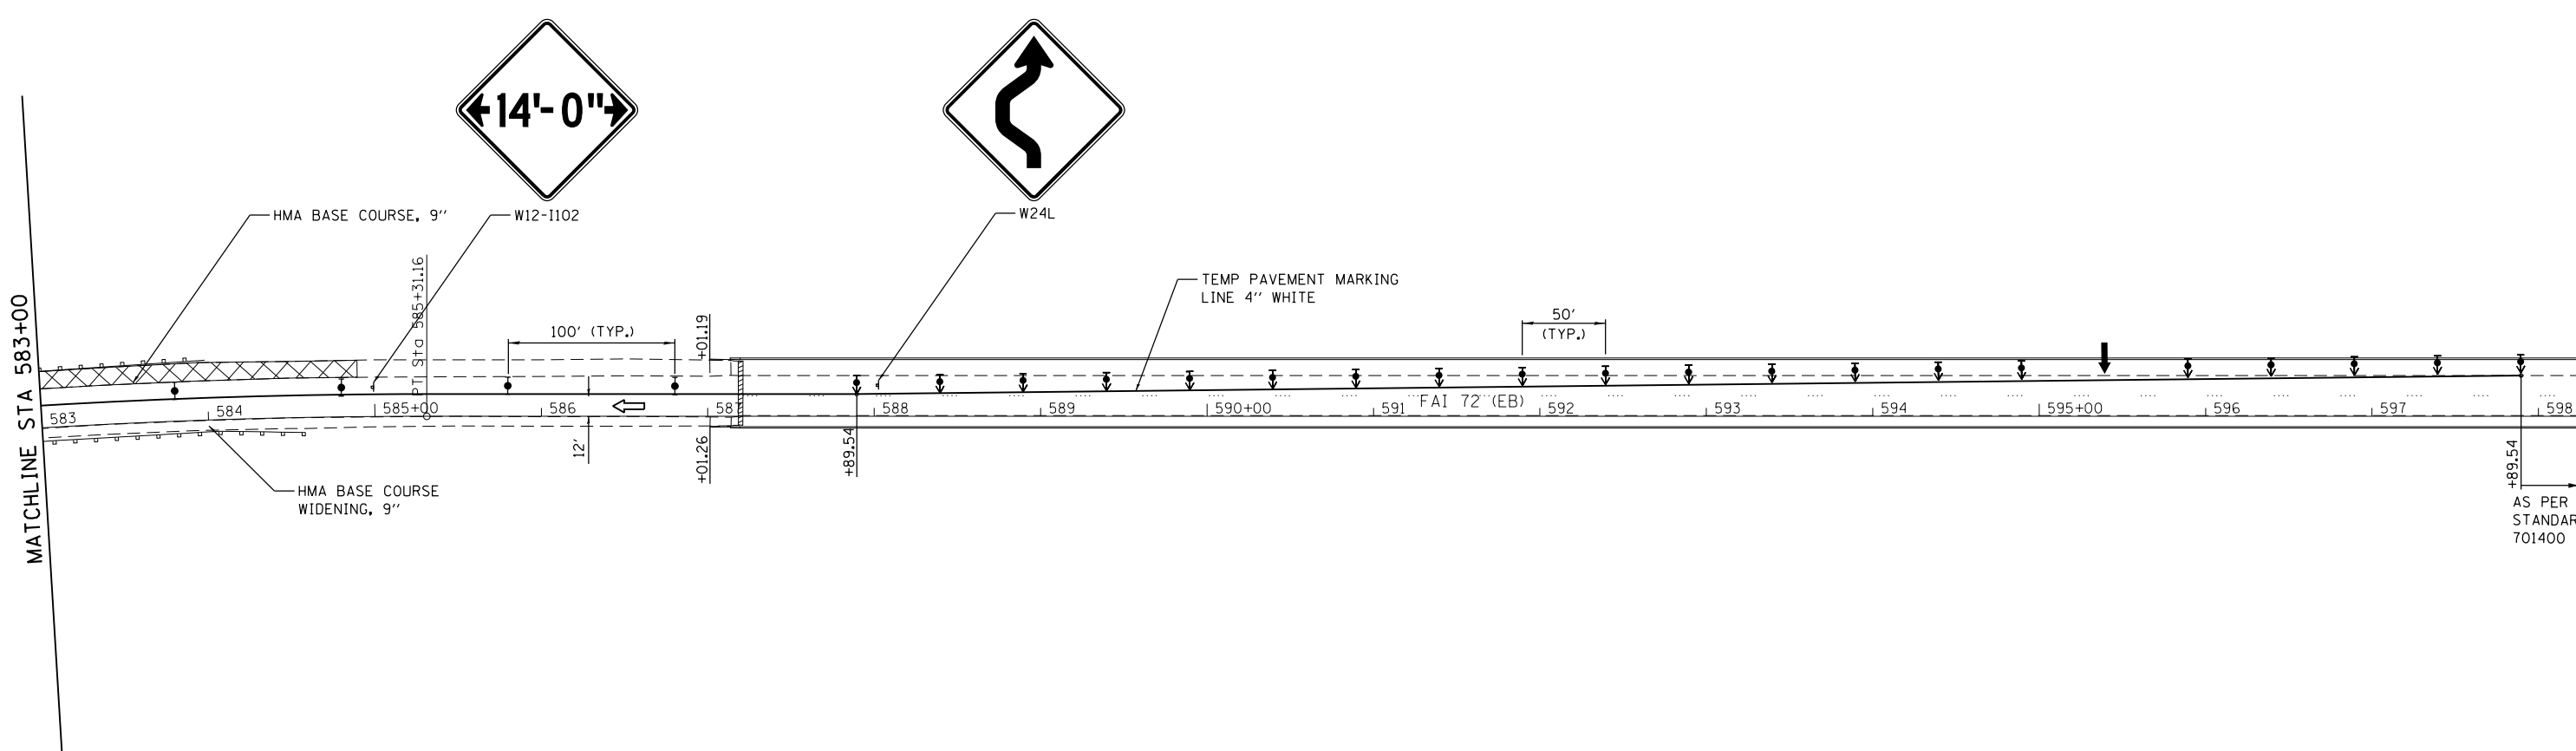 14'-0"
HMA BASE COURSE, 9"
W12-I102
W24L
PT Sta 585+31.16
TEMP PAVEMENT MARKING
LINE 4" WHITE
MATCHLINE STA 583+00
100' (TYP.)
+01.19
50'
(TYP.)
583
584
585+00
586
587
588
589
590+00
591
FAI 72 (EB)
592
593
594
595+00
596
597
598
12'
+01.26
+89.54
+89.54
HMA BASE COURSE
WIDENING, 9"
AS PER
STANDAR
701400